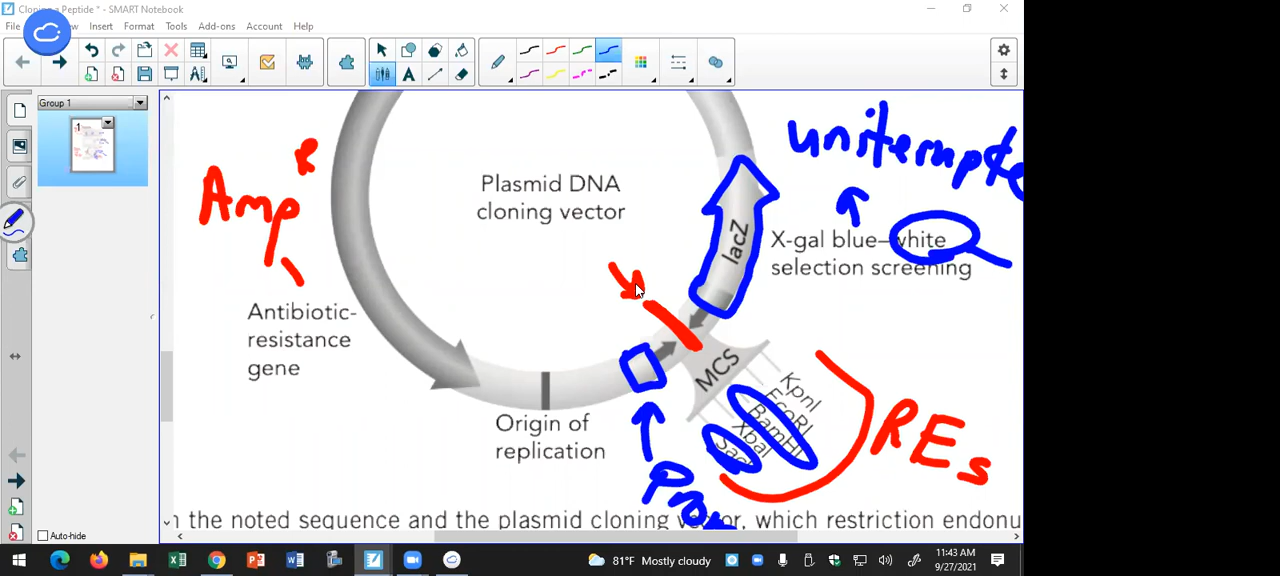 Cloning a Peptide * - SMART Notebook
File
Insert
Format
Tools
Add-ons
Account
Help
Group 1
Amp R
unitempte
Plasmid DNA
cloning vector
lacZ
X-gal blue–white
selection screening
Antibiotic-
resistance
gene
MCS
KpnI
EcoRI
BamHI
XbaI
REs
Origin of
replication
Pro
n the noted sequence and the plasmid cloning vector, which restriction endonu
Auto-hide
81°F Mostly cloudy
11:43 AM
9/27/2021